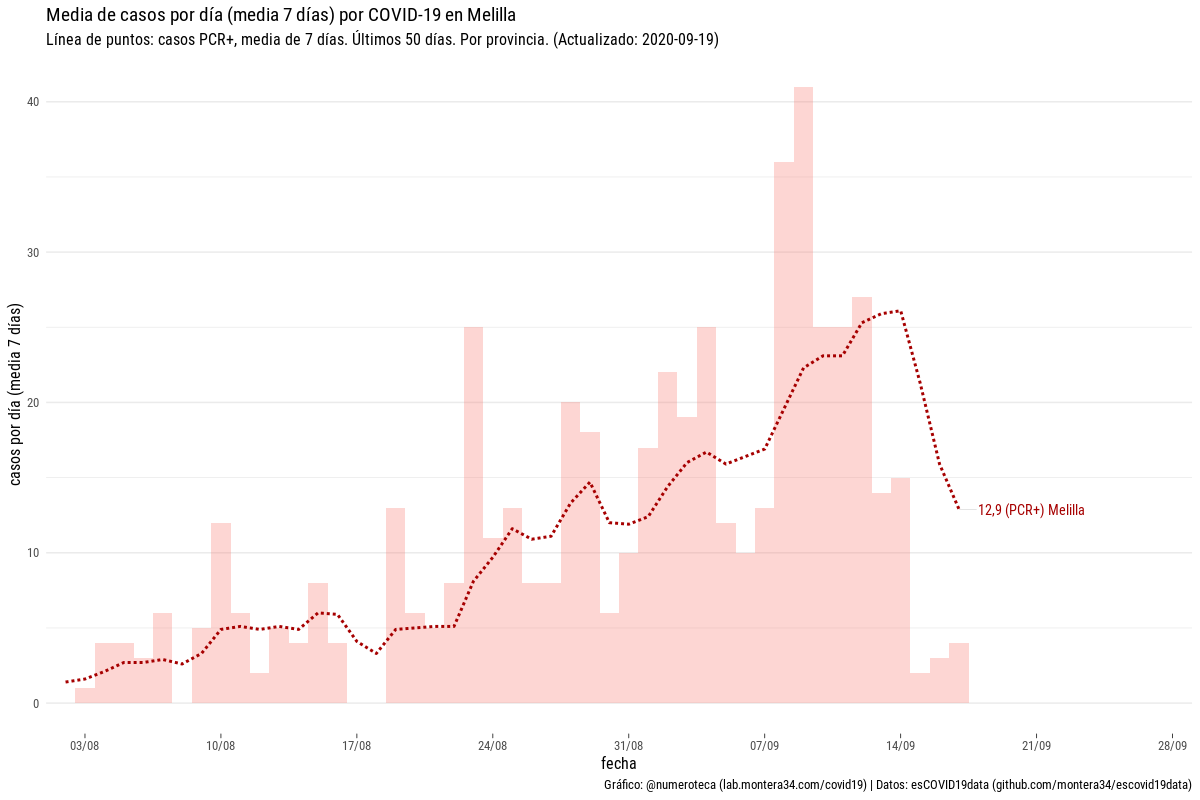 Media de casos por día (media 7 días) por COVID-19 en Melilla
Línea de puntos: casos PCR+, media de 7 días. Últimos 50 días. Por provincia. (Actualizado: 2020-09-19)
casos por día (media 7 días)
40
30
20
10
0
12,9 (PCR+) Melilla
03/08 10/08 17/08 24/08 31/08 07/09 14/09 21/09 28/09
fecha
Gráfico: @numeroteca (lab.montera34.com/covid19) | Datos: esCOVID19data (github.com/montera34/escovid19data)